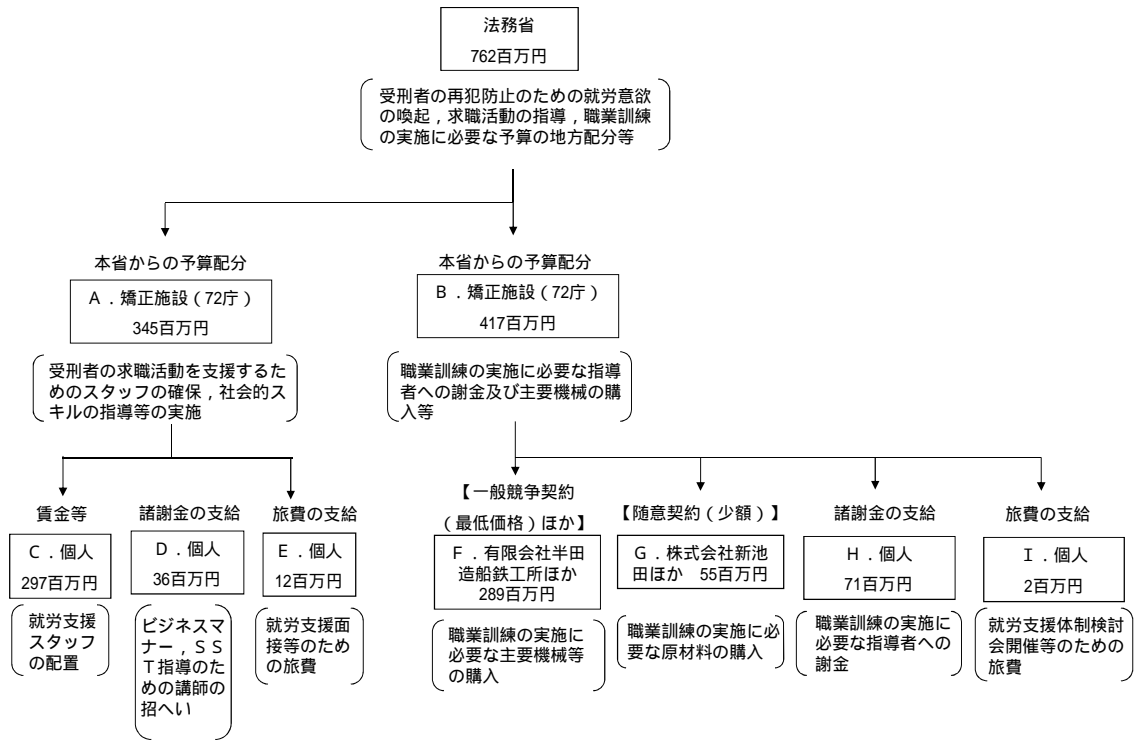 法務省
762百万円
受刑者の再犯防止のための就労意欲
の喚起，求職活動の指導，職業訓練
の実施に必要な予算の地方配分等
本省からの予算配分
A．矯正施設（72庁）
345百万円
受刑者の求職活動を支援するた
めのスタッフの確保，社会的ス
キルの指導等の実施
本省からの予算配分
B．矯正施設（72庁）
417百万円
職業訓練の実施に必要な指導
者への謝金及び主要機械の購
入等
賃金等
C．個人
297百万円
就労支援
スタッフ
の配置
諸謝金の支給
D．個人
36百万円
ビジネスマ
ナー，ＳＳ
Ｔ指導のた
めの講師の
招へい
旅費の支給
E．個人
12百万円
就労支援面
接等のため
の旅費
【一般競争契約
（最低価格）ほか】
F．有限会社半田
造船鉄工所ほか
289百万円
職業訓練の実施に
必要な主要機械等
の購入
【随意契約（少額）】
G．株式会社新池
田ほか 55百万円
職業訓練の実施に必
要な原材料の購入
諸謝金の支給
H．個人
71百万円
職業訓練の実施
に必要な指導者への
謝金
旅費の支給
I．個人
2百万円
就労支援体制検討
会開催等のための
旅費